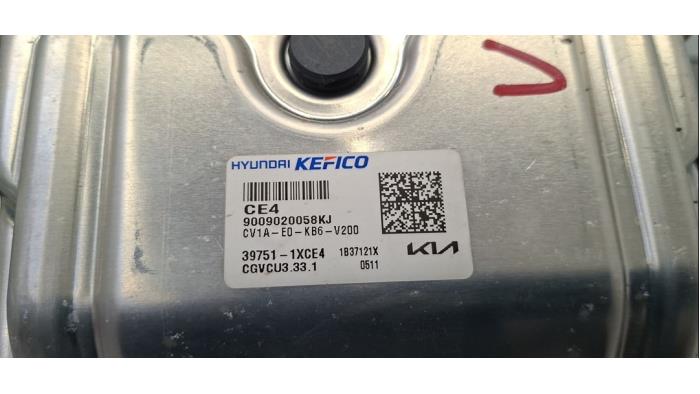 HYUNDAI KEFICO
CE4
9009020058KJ
CV1A-E0-KB6-V200
39751-1XCE4 1B37121X KIA
CGVCU3.33.1 0511